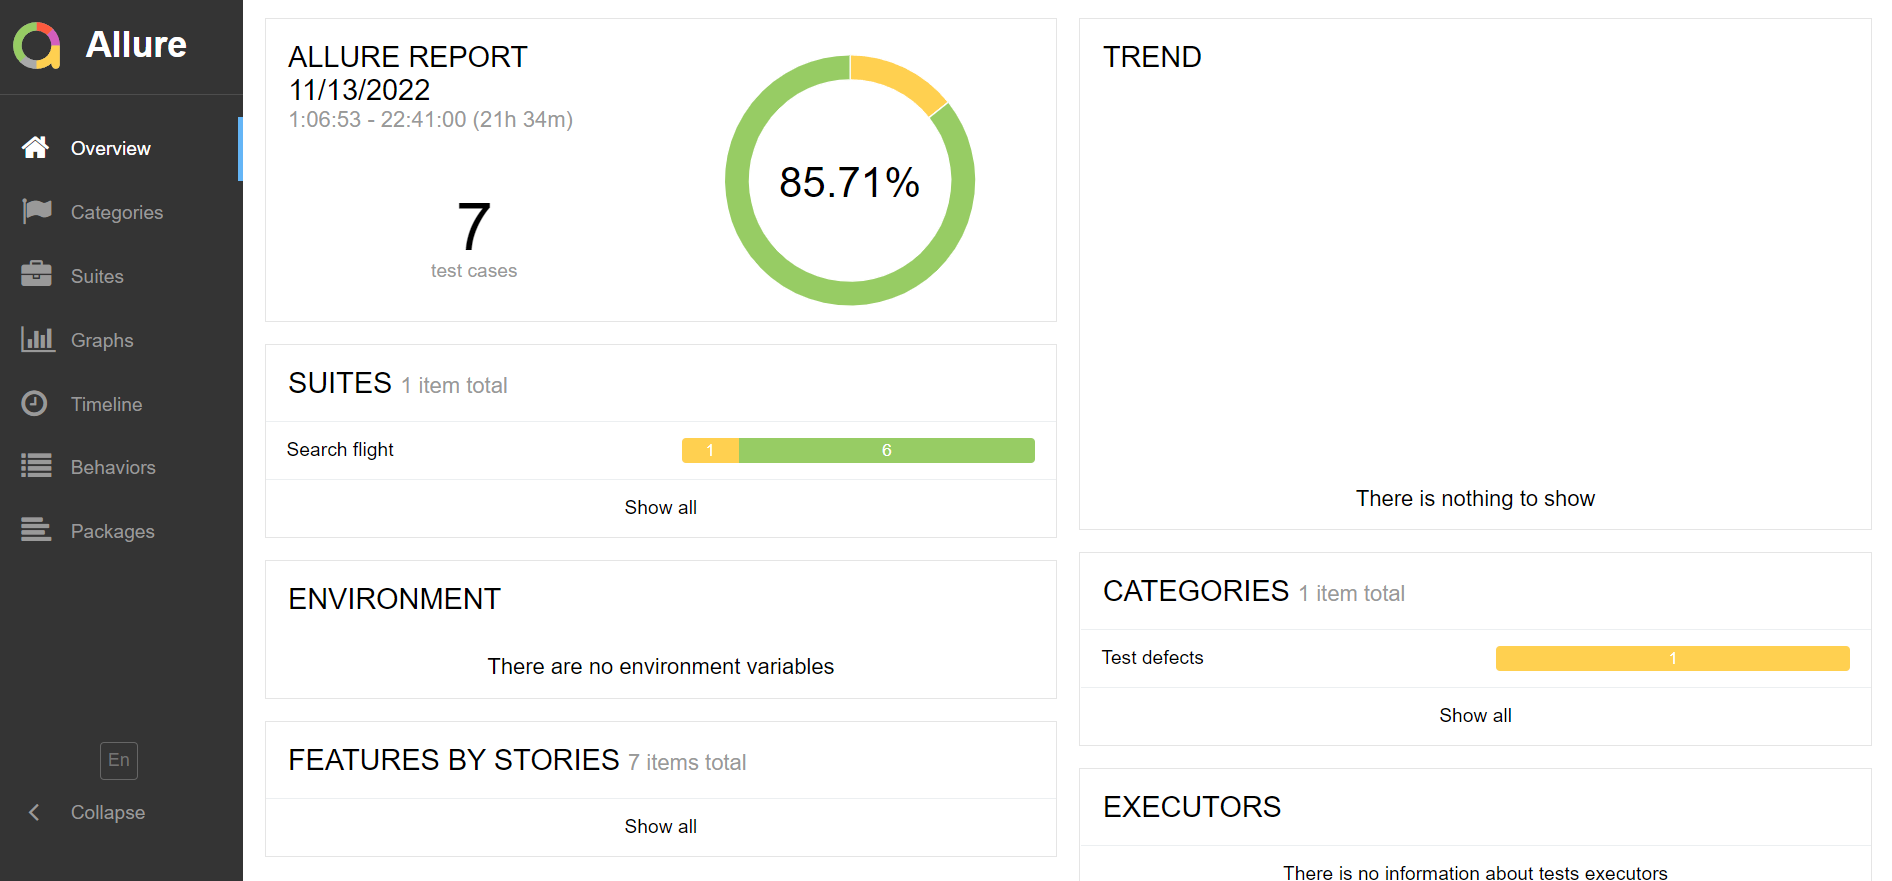 Allure
Overview
Categories
Suites
Graphs
Timeline
Behaviors
Packages
En
Collapse
ALLURE REPORT
11/13/2022
1:06:53 - 22:41:00 (21h 34m)
7
test cases
85.71%
SUITES 1 item total
Search flight 1 6
Show all
ENVIRONMENT
There are no environment variables
FEATURES BY STORIES 7 items total
Show all
TREND
There is nothing to show
CATEGORIES 1 item total
Test defects 1
Show all
EXECUTORS
There is no information about tests executors